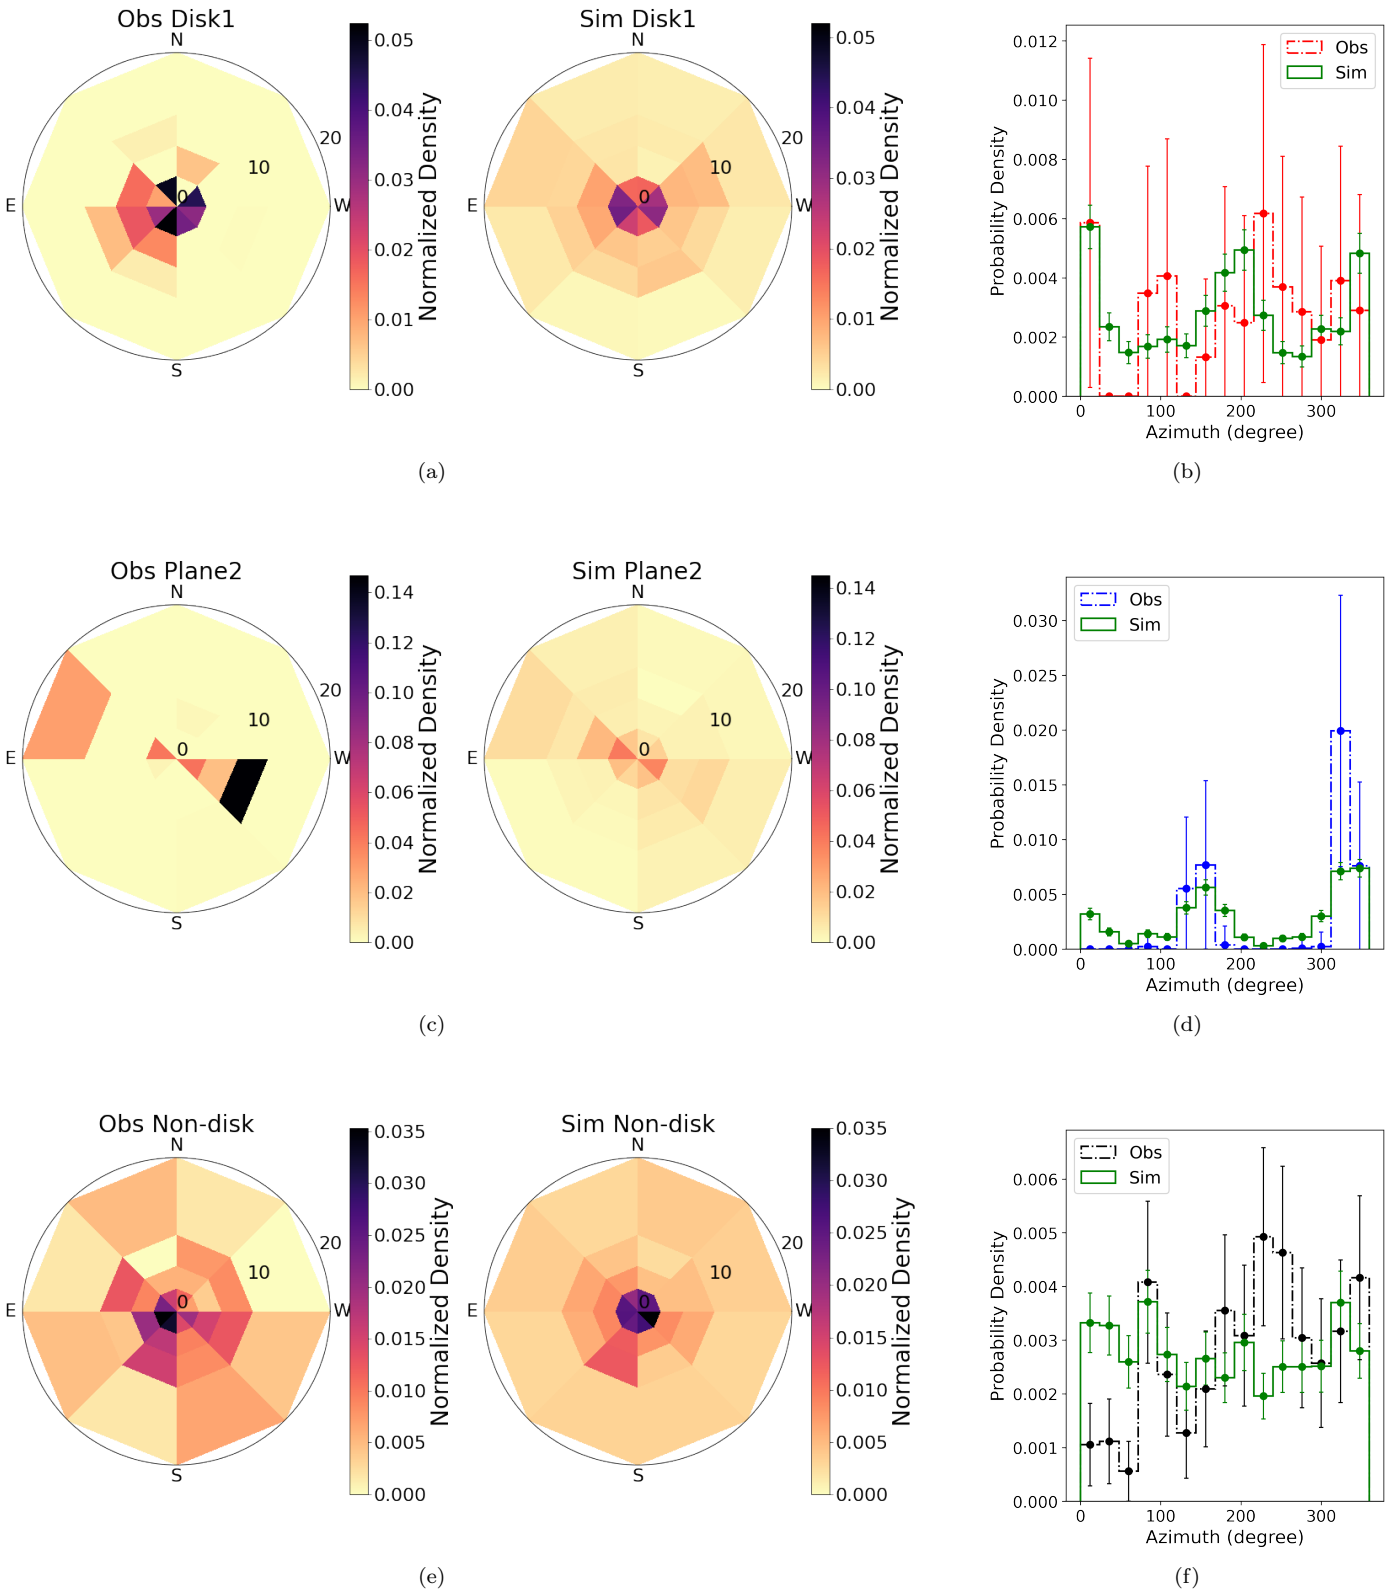 Obs Disk1
N
E
W
S
0
10
20
0.05
0.04
0.03
0.02
0.01
0.00
Normalized Density
Sim Disk1
N
W
S
0
10
20
0.05
0.04
0.03
0.02
0.01
0.00
Normalized Density
(a)
Obs
Sim
0.012
0.010
0.008
0.006
0.004
0.002
0.000
Probability Density
0 100 200 300
Azimuth (degree)
(b)
Obs Plane2
N
E
W
S
0
10
20
0.14
0.12
0.10
0.08
0.06
0.04
0.02
0.00
Normalized Density
Sim Plane2
N
W
S
0
10
20
0.14
0.12
0.10
0.08
0.06
0.04
0.02
0.00
Normalized Density
(c)
Obs
Sim
0.030
0.025
0.020
0.015
0.010
0.005
0.000
Probability Density
0 100 200 300
Azimuth (degree)
(d)
Obs Non-disk
N
E
W
S
0
10
20
0.035
0.030
0.025
0.020
0.015
0.010
0.005
0.000
Normalized Density
Sim Non-disk
N
W
S
0
10
20
0.035
0.030
0.025
0.020
0.015
0.010
0.005
0.000
Normalized Density
(e)
Obs
Sim
0.006
0.005
0.004
0.003
0.002
0.001
0.000
Probability Density
0 100 200 300
Azimuth (degree)
(f)